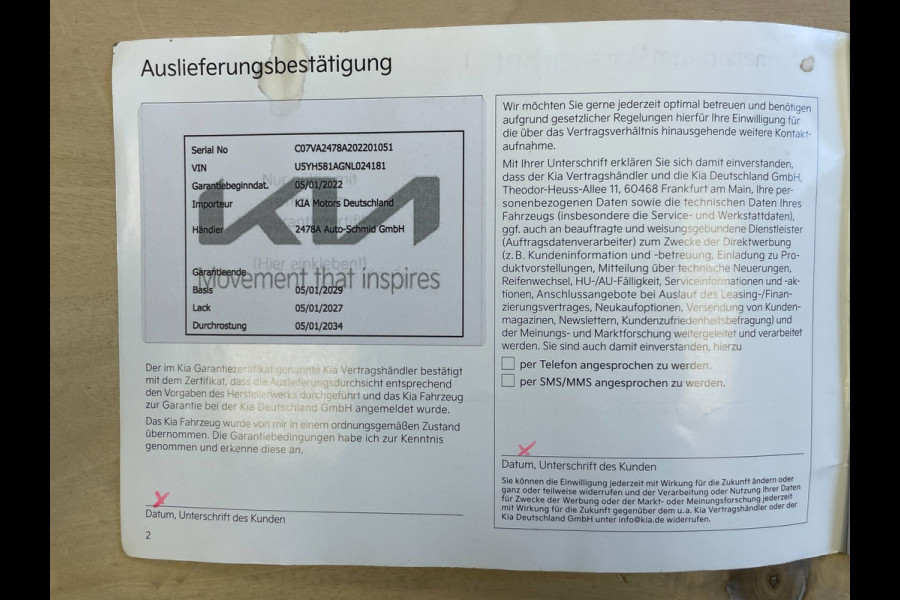 Auslieferungsbestätigung
Serial No C07VA2478A202201051
VIN U5YH5B1AGNL024181
Garantiebeginndat. 05/01/2022
Importeur KIA Motors Deutschland
Händler 2478A Auto-Schmid GmbH
KIA
(Hier einkleben!)
Garantieende
Movement that inspires
Basis 05/01/2029
Lack 05/01/2027
Durchrostung 05/01/2034
Der im Kia Garantiezertifikat genannte Kia Vertragshändler bestätigt
mit dem Zertifikat, dass die Auslieferungsdurchsicht entsprechend
den Vorgaben des Herstellerwerks durchgeführt und das Kia Fahrzeug
zur Garantie bei der Kia Deutschland GmbH angemeldet wurde.
Das Kia Fahrzeug wurde von mir in einem ordnungsgemäßen Zustand
übernommen. Die Garantiebedingungen habe ich zur Kenntnis
genommen und erkenne diese an.
X
Datum, Unterschrift des Kunden
2
Wir möchten Sie gerne jederzeit optimal betreuen und benötigen
aufgrund gesetzlicher Regelungen hierfür Ihre Einwilligung für
die über das Vertragsverhältnis hinausgehende weitere Kontakt-
aufnahme.
Mit Ihrer Unterschrift erklären Sie sich damit einverstanden,
dass der Kia Vertragshändler und die Kia Deutschland GmbH,
Theodor-Heuss-Allee 11, 60468 Frankfurt am Main, Ihre per-
sonenbezogenen Daten sowie die technischen Daten Ihres
Fahrzeugs (insbesondere die Service- und Werkstattdaten),
ggf. auch an beauftragte und weisungsgebundene Dienstleister
(Auftragsdatenverarbeiter) zum Zwecke der Direktwerbung
(z. B. Kundeninformation und -betreuung, Einladung zu Pro-
duktvorstellungen, Mitteilung über technische Neuerungen,
Reifenwechsel, HU-/AU-Fälligkeit, Serviceinformationen und -ak-
tionen, Anschlussangebote bei Auslauf des Leasing-/Finan-
zierungsvertrages, Neukaufoptionen, Versendung von Kunden-
magazinen, Newslettern, Kundenzufriedenheitsbefragung) und
der Meinungs- und Marktforschung weitergeleitet und verarbeitet
werden. Sie sind auch damit einverstanden, hierzu
per Telefon angesprochen zu werden.
per SMS/MMS angesprochen zu werden.
X
Datum, Unterschrift des Kunden
Sie können die Einwilligung jederzeit mit Wirkung für die Zukunft ändern oder
ganz oder teilweise widerrufen und der Verarbeitung oder Nutzung Ihrer Daten
für Zwecke der Werbung oder der Markt- oder Meinungsforschung jederzeit
mit Wirkung für die Zukunft gegenüber dem u.a. Kia Vertragshändler oder der
Kia Deutschland GmbH unter info@kia.de widerrufen.